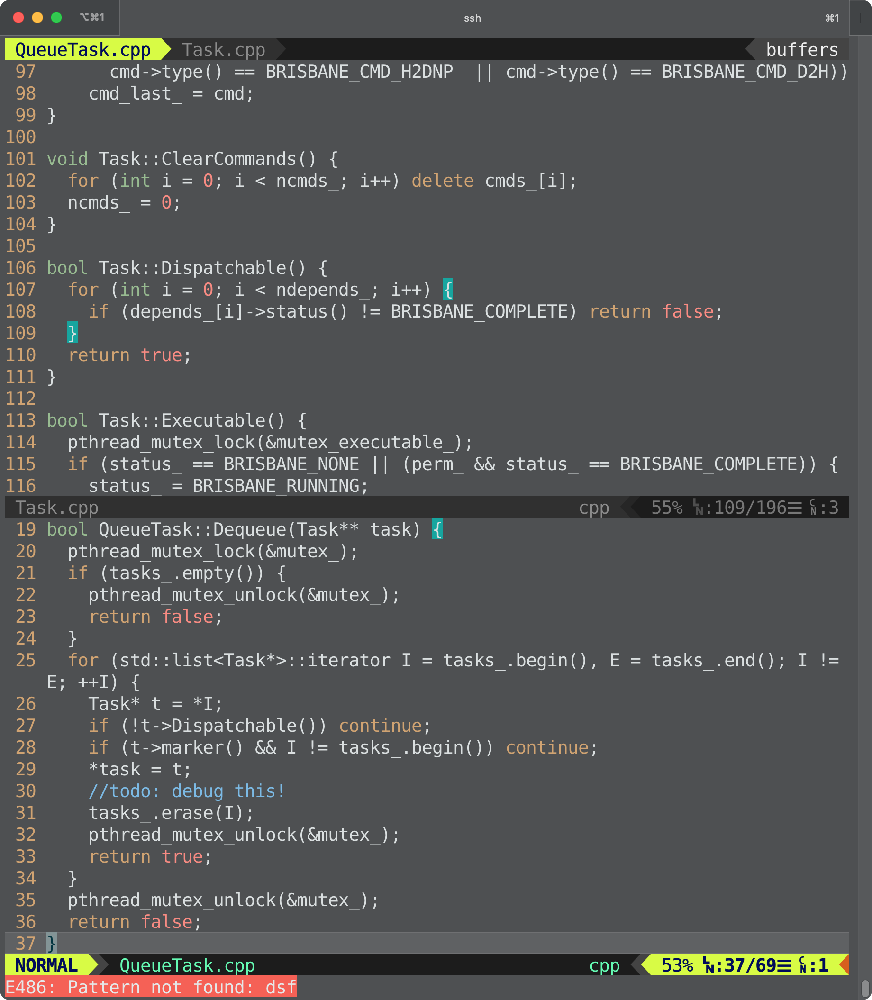 ⌥⌘1 ssh ⌘1 +
QueueTask.cpp Task.cpp buffers
97       cmd->type() == BRISBANE_CMD_H2DNP  || cmd->type() == BRISBANE_CMD_D2H))
98     cmd_last_ = cmd;
99 }
100
101 void Task::ClearCommands() {
102   for (int i = 0; i < ncmds_; i++) delete cmds_[i];
103   ncmds_ = 0;
104 }
105
106 bool Task::Dispatchable() {
107   for (int i = 0; i < ndepends_; i++) {
108     if (depends_[i]->status() != BRISBANE_COMPLETE) return false;
109   }
110   return true;
111 }
112
113 bool Task::Executable() {
114   pthread_mutex_lock(&mutex_executable_);
115   if (status_ == BRISBANE_NONE || (perm_ && status_ == BRISBANE_COMPLETE)) {
116     status_ = BRISBANE_RUNNING;
Task.cpp cpp 55% LN:109/196☰ CN:3
19 bool QueueTask::Dequeue(Task** task) {
20   pthread_mutex_lock(&mutex_);
21   if (tasks_.empty()) {
22     pthread_mutex_unlock(&mutex_);
23     return false;
24   }
25   for (std::list<Task*>::iterator I = tasks_.begin(), E = tasks_.end(); I !=
E; ++I) {
26     Task* t = *I;
27     if (!t->Dispatchable()) continue;
28     if (t->marker() && I != tasks_.begin()) continue;
29     *task = t;
30     //todo: debug this!
31     tasks_.erase(I);
32     pthread_mutex_unlock(&mutex_);
33     return true;
34   }
35   pthread_mutex_unlock(&mutex_);
36   return false;
37 }
NORMAL QueueTask.cpp cpp 53% LN:37/69☰ CN:1
E486: Pattern not found: dsf